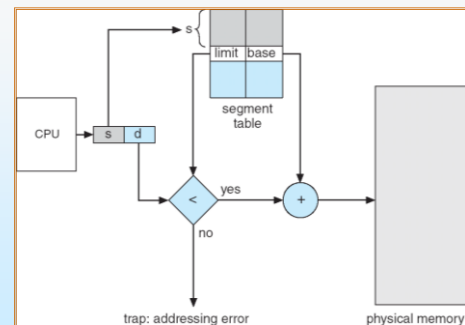 s
limit base
segment
table
CPU
s d
<
yes
+
no
trap: addressing error
physical memory